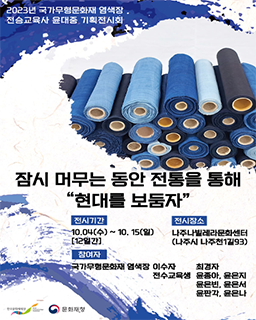 2023년 국가무형문화재 염색장
전승교육사 윤대중 기획전시회
잠시 머무는 동안 전통을 통해
“현대를 보듬자”
전시기간
10.04(수) ~ 10. 15(일)
[12일간]
전시장소
나주나빌레라문화센터
(나주시 나주천1길93)
참여자
국가무형문화재 염색장 이수자 최경자
전수교육생 윤종아, 윤은지
윤은빈, 윤은서
윤판각, 윤은나
문화재청